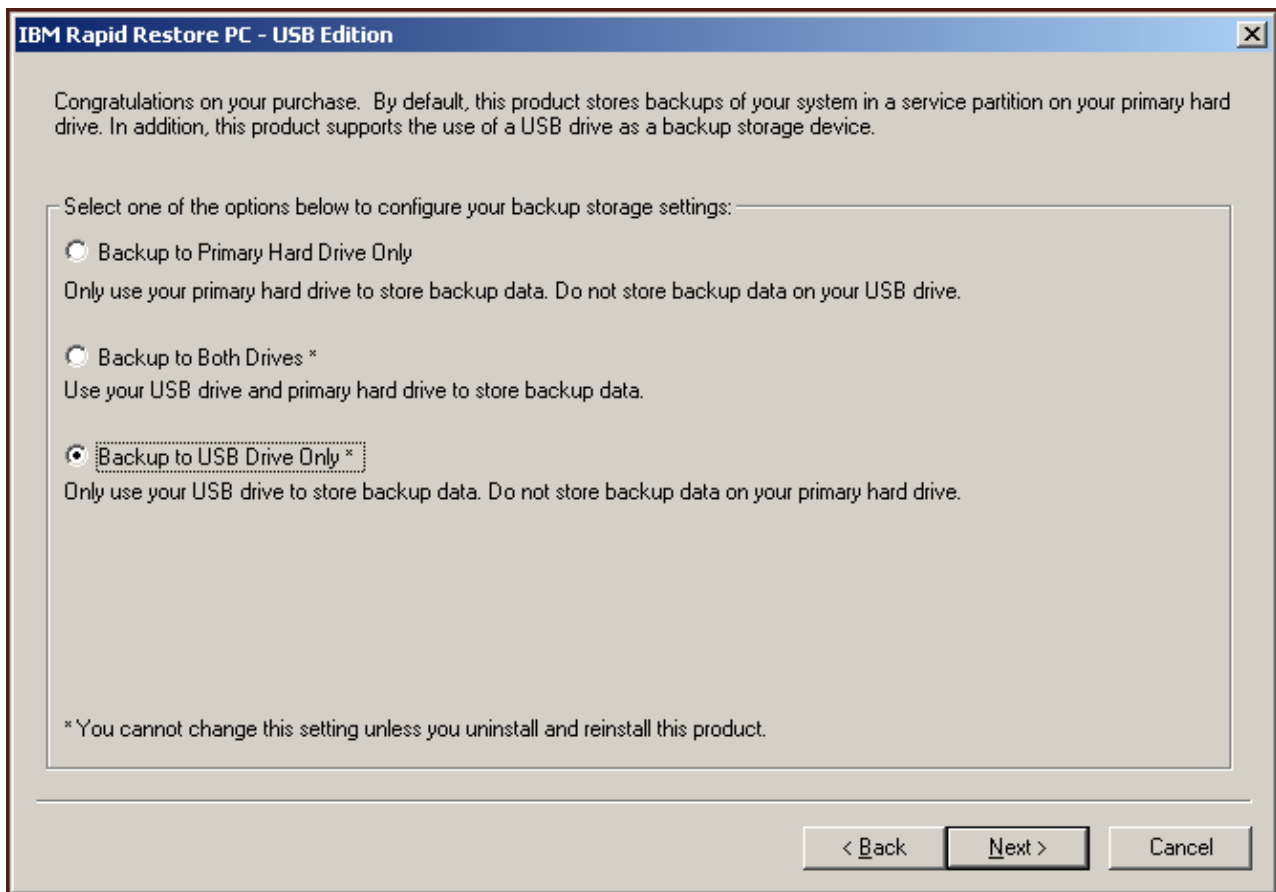 IBM Rapid Restore PC - USB Edition
Congratulations on your purchase. By default, this product stores backups of your system in a service partition on your primary hard
drive. In addition, this product supports the use of a USB drive as a backup storage device.
Select one of the options below to configure your backup storage settings:
Backup to Primary Hard Drive Only
Only use your primary hard drive to store backup data. Do not store backup data on your USB drive.
Backup to Both Drives *
Use your USB drive and primary hard drive to store backup data.
Backup to USB Drive Only *
Only use your USB drive to store backup data. Do not store backup data on your primary hard drive.
* You cannot change this setting unless you uninstall and reinstall this product.
< Back Next > Cancel